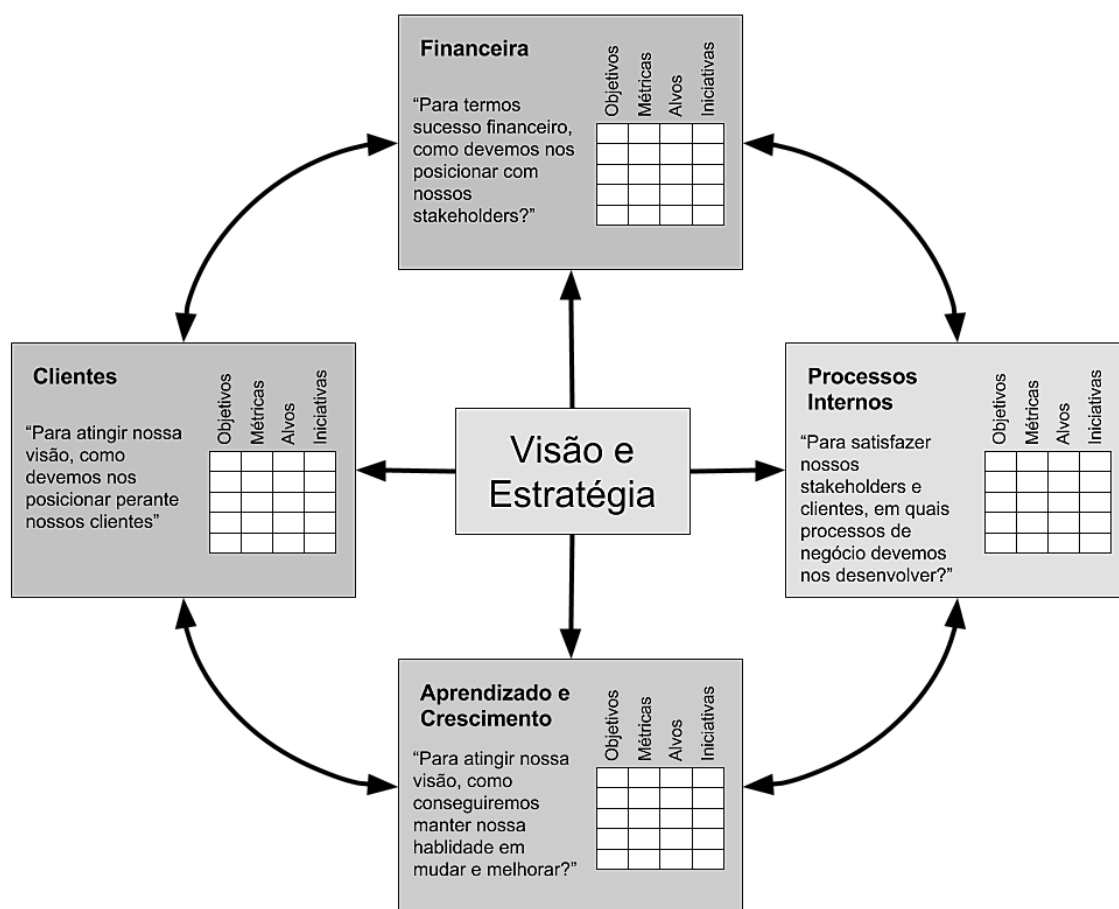 Financeira
Objetivos
Métricas
Alvos
Iniciativas
“Para termos
sucesso financeiro,
como devemos nos
posicionar com
nossos
stakeholders?”
Clientes
Objetivos
Métricas
Alvos
Iniciativas
“Para atingir nossa
visão, como
devemos nos
posicionar perante
nossos clientes”
Visão e
Estratégia
Processos
Internos
Objetivos
Métricas
Alvos
Iniciativas
“Para satisfazer
nossos
stakeholders e
clientes, em quais
processos de
negócio devemos
nos desenvolver?”
Aprendizado e
Crescimento
Objetivos
Métricas
Alvos
Iniciativas
“Para atingir nossa
visão, como
conseguiremos
manter nossa
hablidade em
mudar e melhorar?”